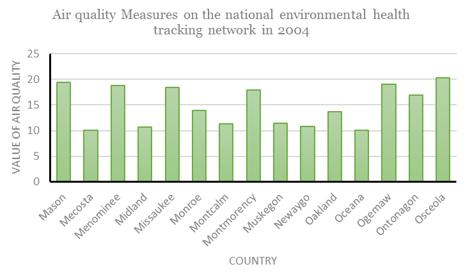 Air quality Measures on the national environmental health
tracking network in 2004
VALUE OF AIR QUALITY
25
20
15
10
5
0
Mason
Mecosta
Menominee
Midland
Missaukee
Monroe
Montcalm
Montmorency
Muskegon
Newaygo
Oakland
Oceana
Ogemaw
Ontonagon
Osceola
COUNTRY